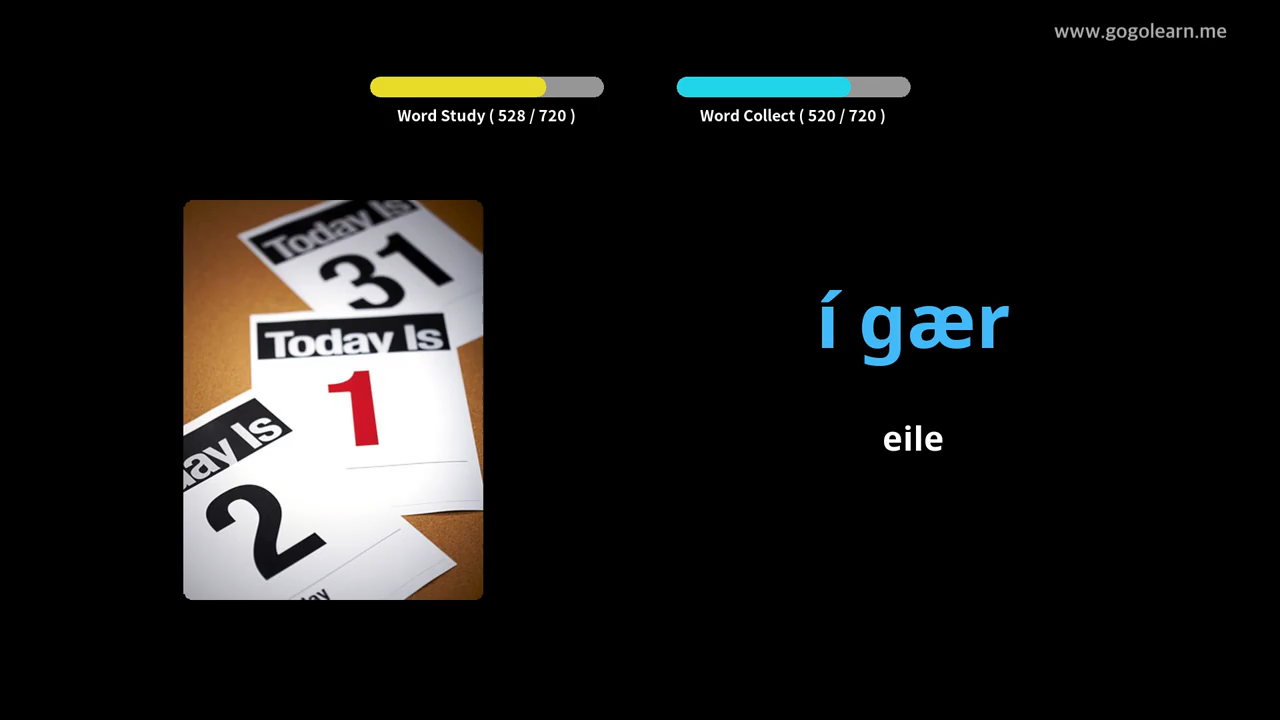 www.gogolearn.me
Word Study ( 528 / 720 )
Word Collect ( 520 / 720 )
Today Is
31
Today Is
1
ay Is
2
í gær
eile